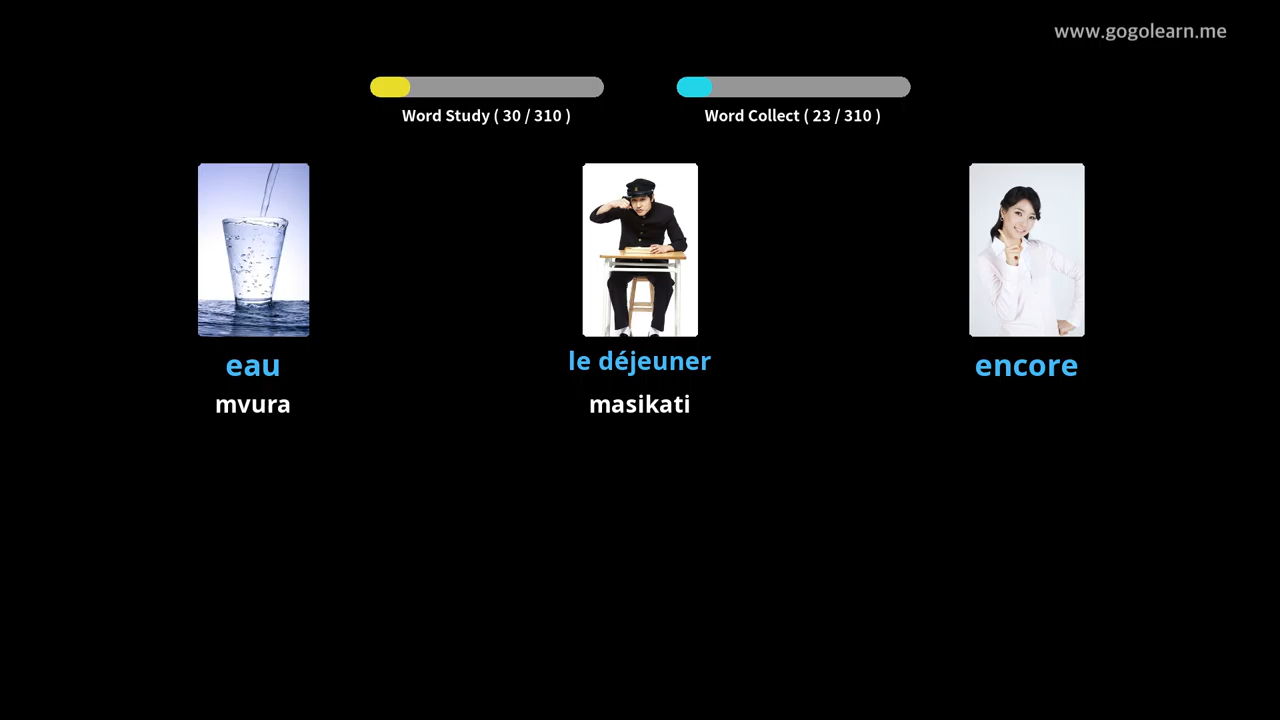 www.gogolearn.me
Word Study ( 30 / 310 )
Word Collect ( 23 / 310 )
eau
mvura
le déjeuner
masikati
encore